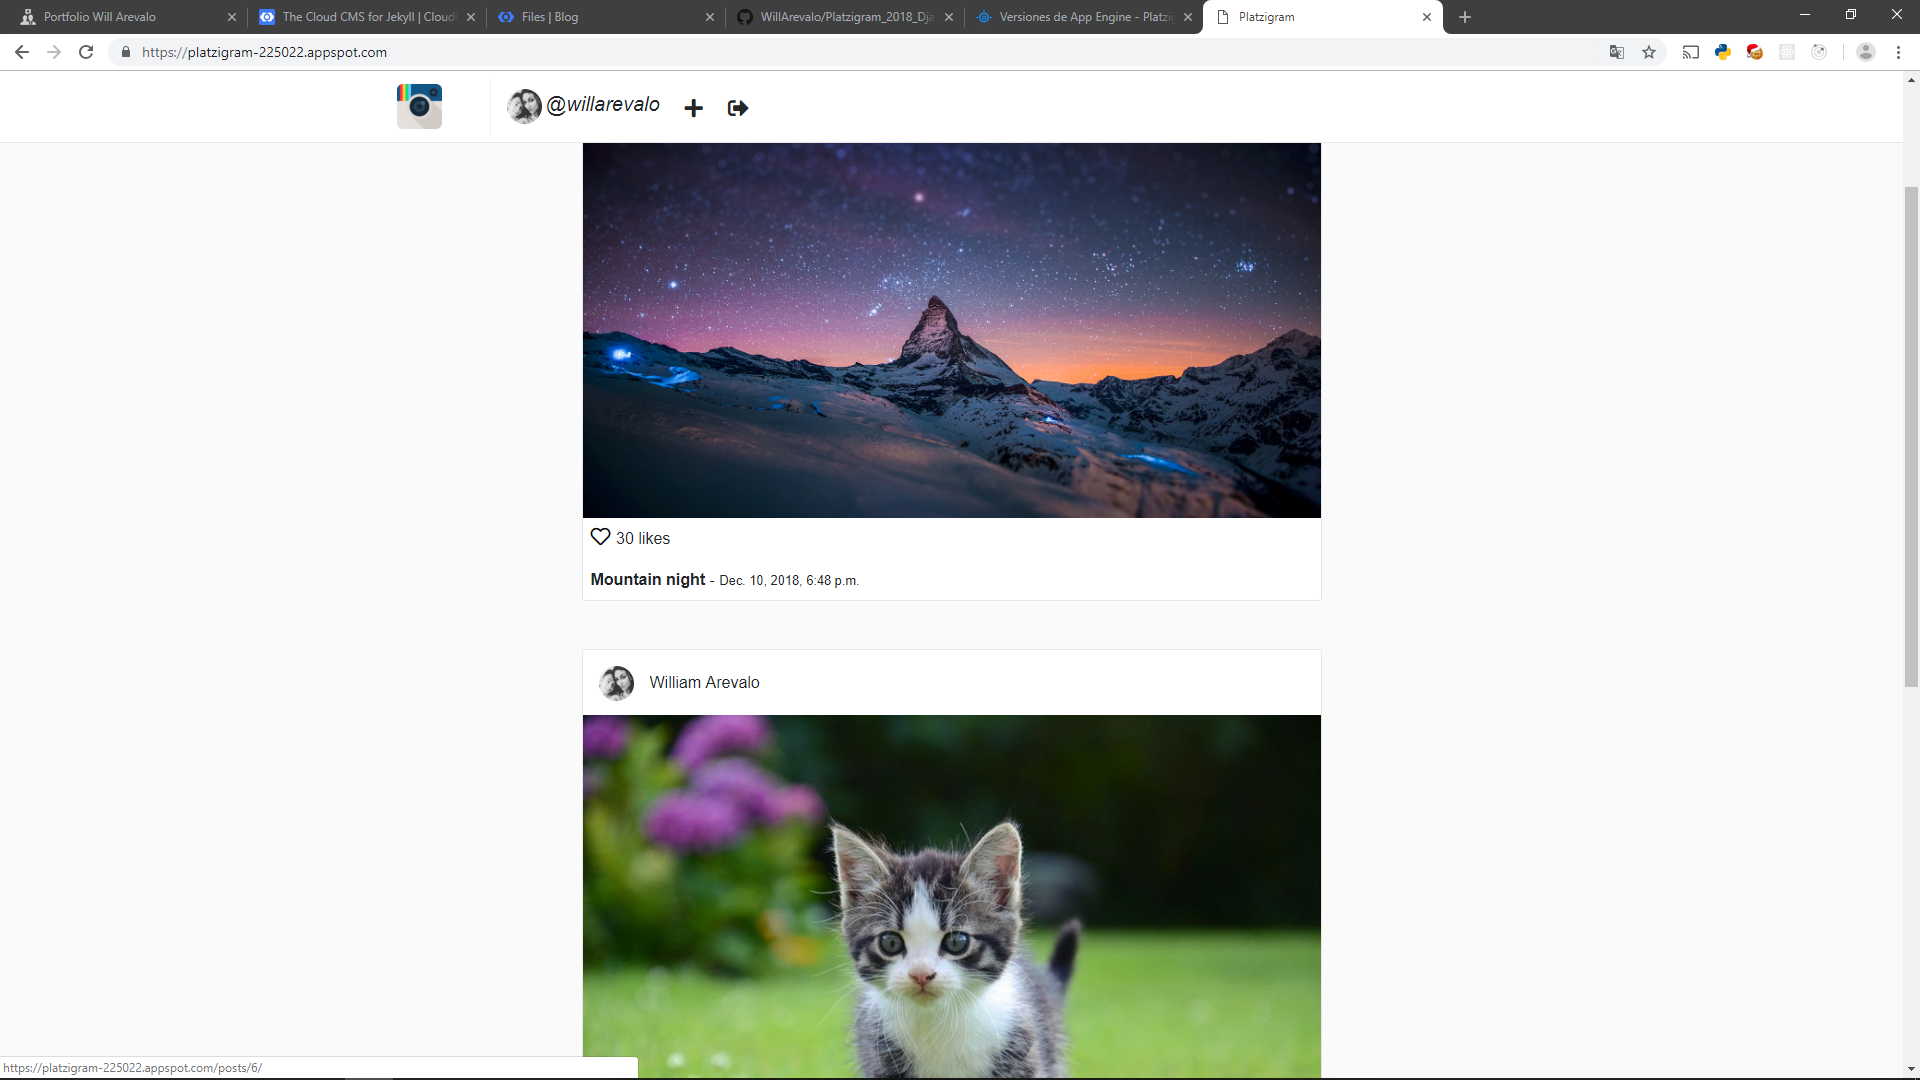 Portfolio Will Arevalo
The Cloud CMS for Jekyll | Cloud
Files | Blog
WillArevalo/Platzigram_2018_Dja
Versiones de App Engine - Platzi
Platzigram
https://platzigram-225022.appspot.com
@willarevalo
30 likes
Mountain night - Dec. 10, 2018, 6:48 p.m.
William Arevalo
https://platzigram-225022.appspot.com/posts/6/